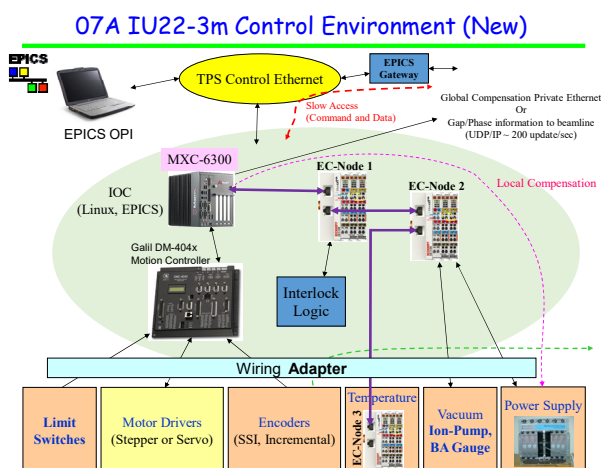 07A IU22-3m Control Environment (New)
EPICS
EPICS OPI
TPS Control Ethernet
EPICS
Gateway
Slow Access
(Command and Data)
Global Compensation Private Ethernet
Or
Gap/Phase information to beamline
(UDP/IP ~ 200 update/sec)
MXC-6300
IOC
(Linux, EPICS)
EC-Node 1
EC-Node 2
Local Compensation
Galil DM-404x
Motion Controller
Interlock
Logic
Wiring Adapter
Limit
Switches
Motor Drivers
(Stepper or Servo)
Encoders
(SSI, Incremental)
Temperature
EC-Node 3
Vacuum
Ion-Pump,
BA Gauge
Power Supply